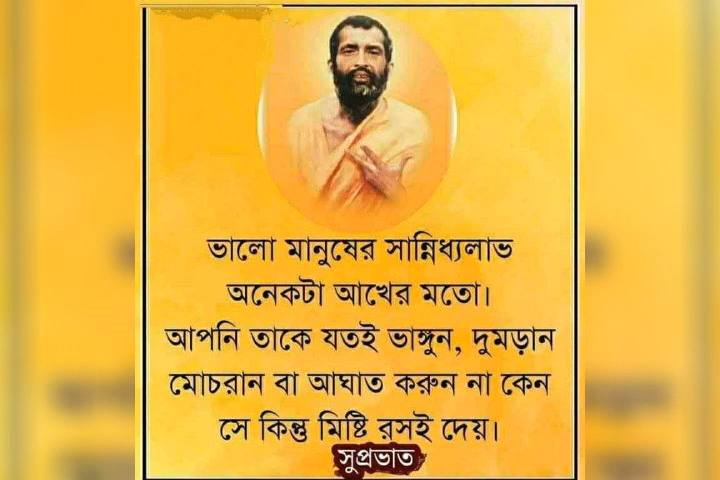 ভালো মানুষের সান্নিধ্যলাভ
অনেকটা আখের মতো।
আপনি তাকে যতই ভাঙ্গুন, দুমড়ান
মোচরান বা আঘাত করুন না কেন
সে কিন্তু মিষ্টি রসই দেয়।
সুপ্রভাত